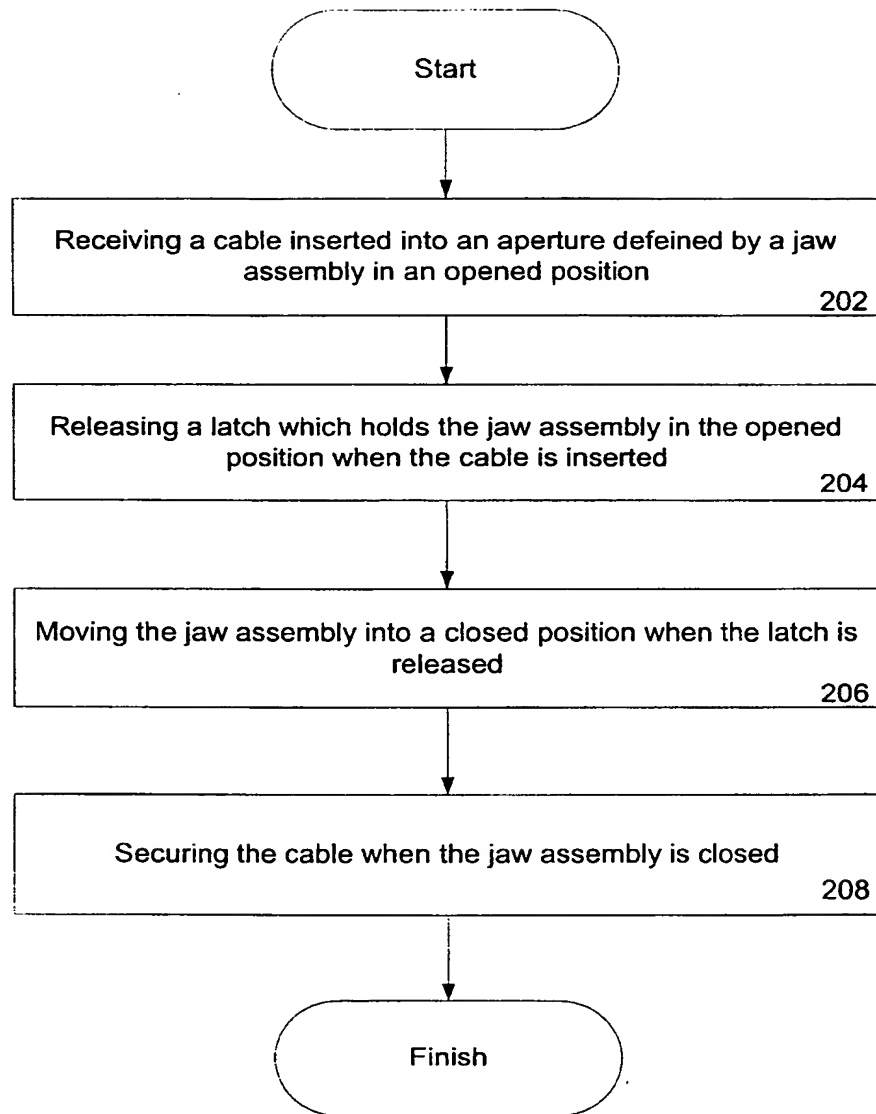 Start
Receiving a cable inserted into an aperture defeined by a jaw
assembly in an opened position
202
Releasing a latch which holds the jaw assembly in the opened
position when the cable is inserted
204
Moving the jaw assembly into a closed position when the latch is
released
206
Securing the cable when the jaw assembly is closed
208
Finish